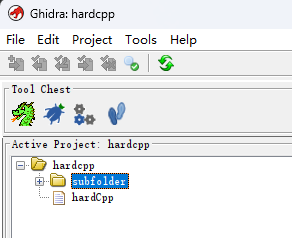 Ghidra: hardcpp
File Edit Project Tools Help
Tool Chest
Active Project: hardcpp
hardcpp
subfolder
hardCpp